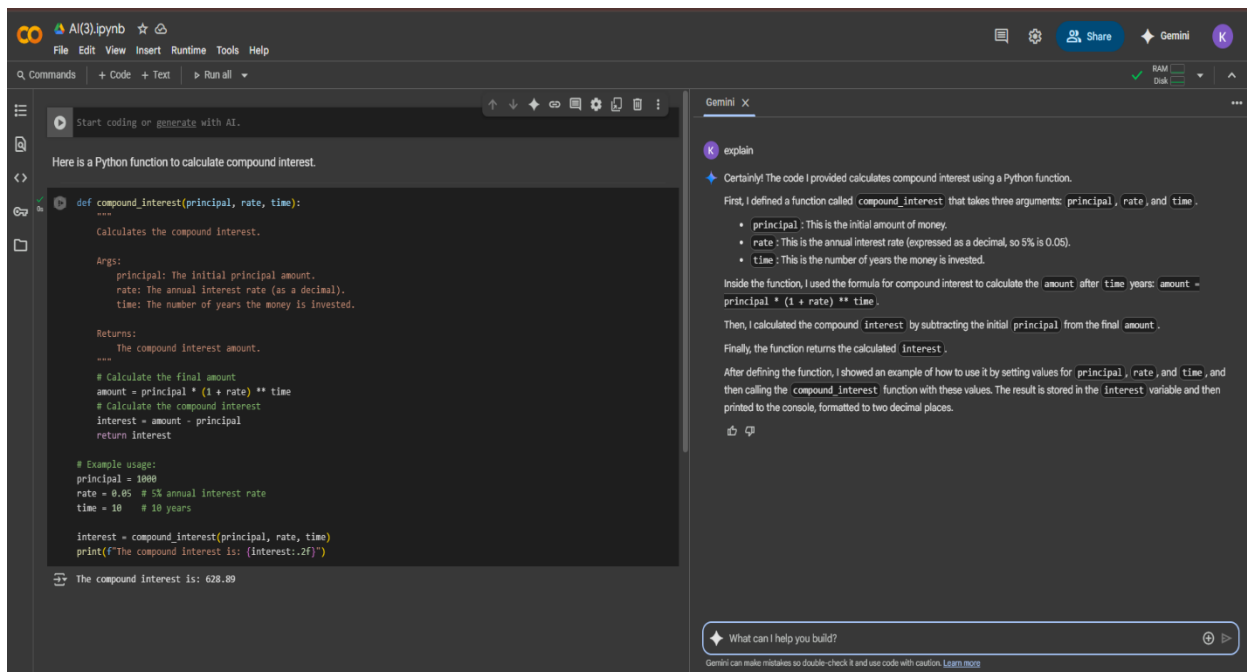 AI(3).ipynb
File Edit View Insert Runtime Tools Help
Share
Gemini
K
Commands
+ Code + Text
Run all
RAM
Disk
Start coding or generate with AI.
Here is a Python function to calculate compound interest.
0s
def compound_interest(principal, rate, time):
"""
Calculates the compound interest.
Args:
principal: The initial principal amount.
rate: The annual interest rate (as a decimal).
time: The number of years the money is invested.
Returns:
The compound interest amount.
"""
# Calculate the final amount
amount = principal * (1 + rate) ** time
# Calculate the compound interest
interest = amount - principal
return interest
# Example usage:
principal = 1000
rate = 0.05 # 5% annual interest rate
time = 10 # 10 years
interest = compound_interest(principal, rate, time)
print(f"The compound interest is: {interest:.2f}")
The compound interest is: 628.89
Gemini X
K explain
Certainly! The code I provided calculates compound interest using a Python function.
First, I defined a function called compound_interest that takes three arguments: principal, rate, and time.
• principal: This is the initial amount of money.
• rate: This is the annual interest rate (expressed as a decimal, so 5% is 0.05).
• time: This is the number of years the money is invested.
Inside the function, I used the formula for compound interest to calculate the amount after time years: amount =
principal * (1 + rate) ** time.
Then, I calculated the compound interest by subtracting the initial principal from the final amount.
Finally, the function returns the calculated interest.
After defining the function, I showed an example of how to use it by setting values for principal, rate, and time, and
then calling the compound_interest function with these values. The result is stored in the interest variable and then
printed to the console, formatted to two decimal places.
What can I help you build?
Gemini can make mistakes so double-check it and use code with caution. Learn more